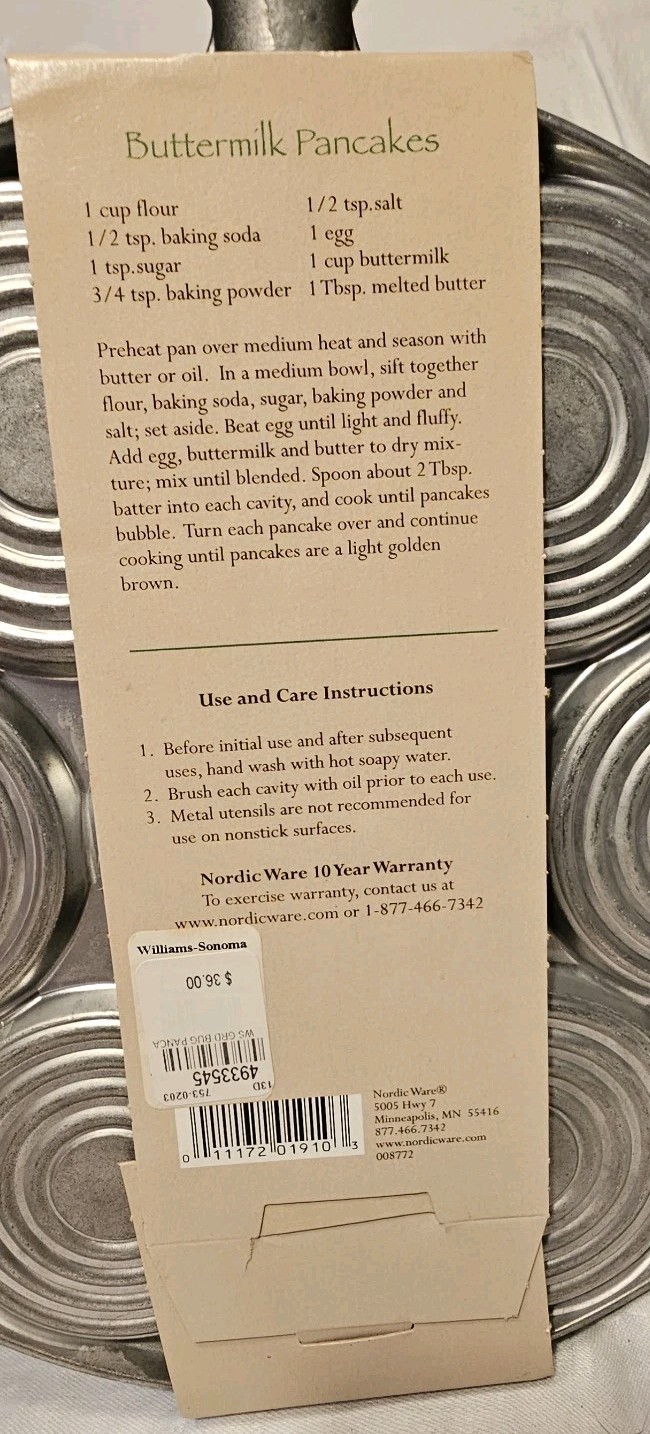 Buttermilk Pancakes
1 cup flour
1/2 tsp. baking soda
1 tsp.sugar
3/4 tsp. baking powder
1/2 tsp.salt
1 egg
1 cup buttermilk
1 Tbsp. melted butter
Preheat pan over medium heat and season with
butter or oil. In a medium bowl, sift together
flour, baking soda, sugar, baking powder and
salt; set aside. Beat egg until light and fluffy.
Add egg, buttermilk and butter to dry mix-
ture; mix until blended. Spoon about 2 Tbsp.
batter into each cavity, and cook until pancakes
bubble. Turn each pancake over and continue
cooking until pancakes are a light golden
brown.
Use and Care Instructions
1. Before initial use and after subsequent
uses, hand wash with hot soapy water.
2. Brush each cavity with oil prior to each use.
3. Metal utensils are not recommended for
use on nonstick surfaces.
Nordic Ware 10 Year Warranty
To exercise warranty, contact us at
www.nordicware.com or 1-877-466-7342
Williams-Sonoma
$ 36.00
WS GRD BUG PANCA
4933545
13D 753-0203
0 11172 01910 3
Nordic Ware®
5005 Hwy 7
Minneapolis, MN 55416
877.466.7342
www.nordicware.com
008772